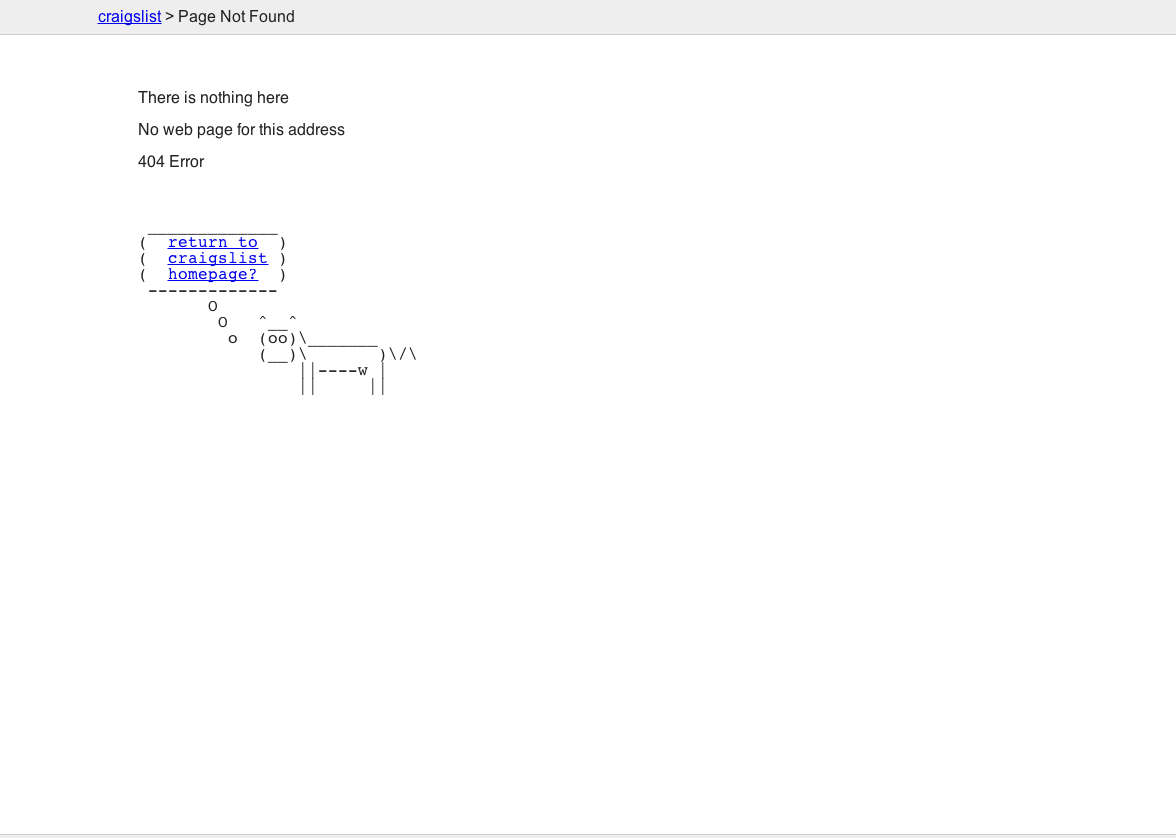 craigslist > Page Not Found
There is nothing here
No web page for this address
404 Error
 _____________
(  return to  )
(  craigslist )
(  homepage?  )
 -------------
       O
        O   ^__^
         o  (oo)\_______
            (__)\       )\/\
                ||----w |
                ||     ||